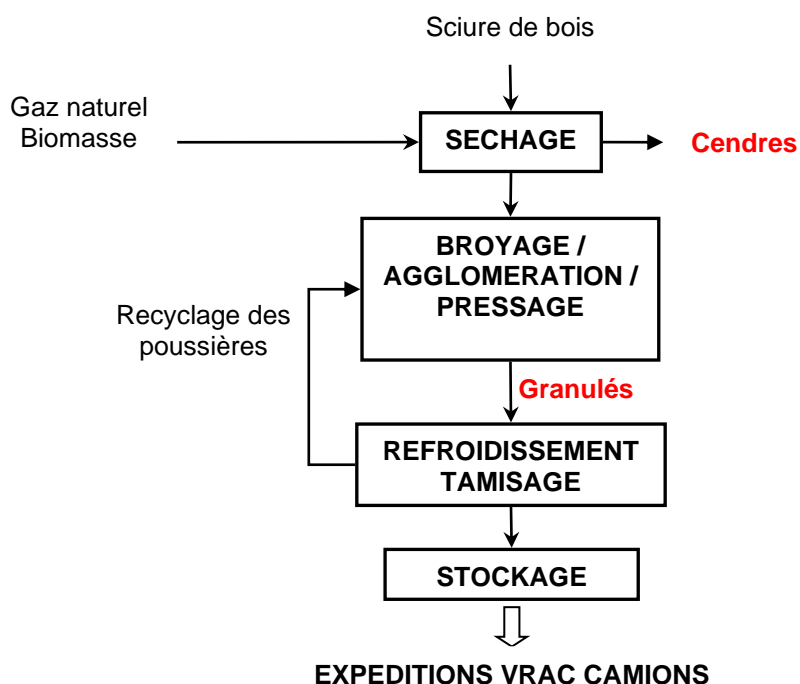 Sciure de bois
Gaz naturel
Biomasse
SECHAGE
Cendres
BROYAGE /
AGGLOMERATION /
PRESSAGE
Recyclage des
poussières
Granulés
REFROIDISSEMENT
TAMISAGE
STOCKAGE
EXPEDITIONS VRAC CAMIONS